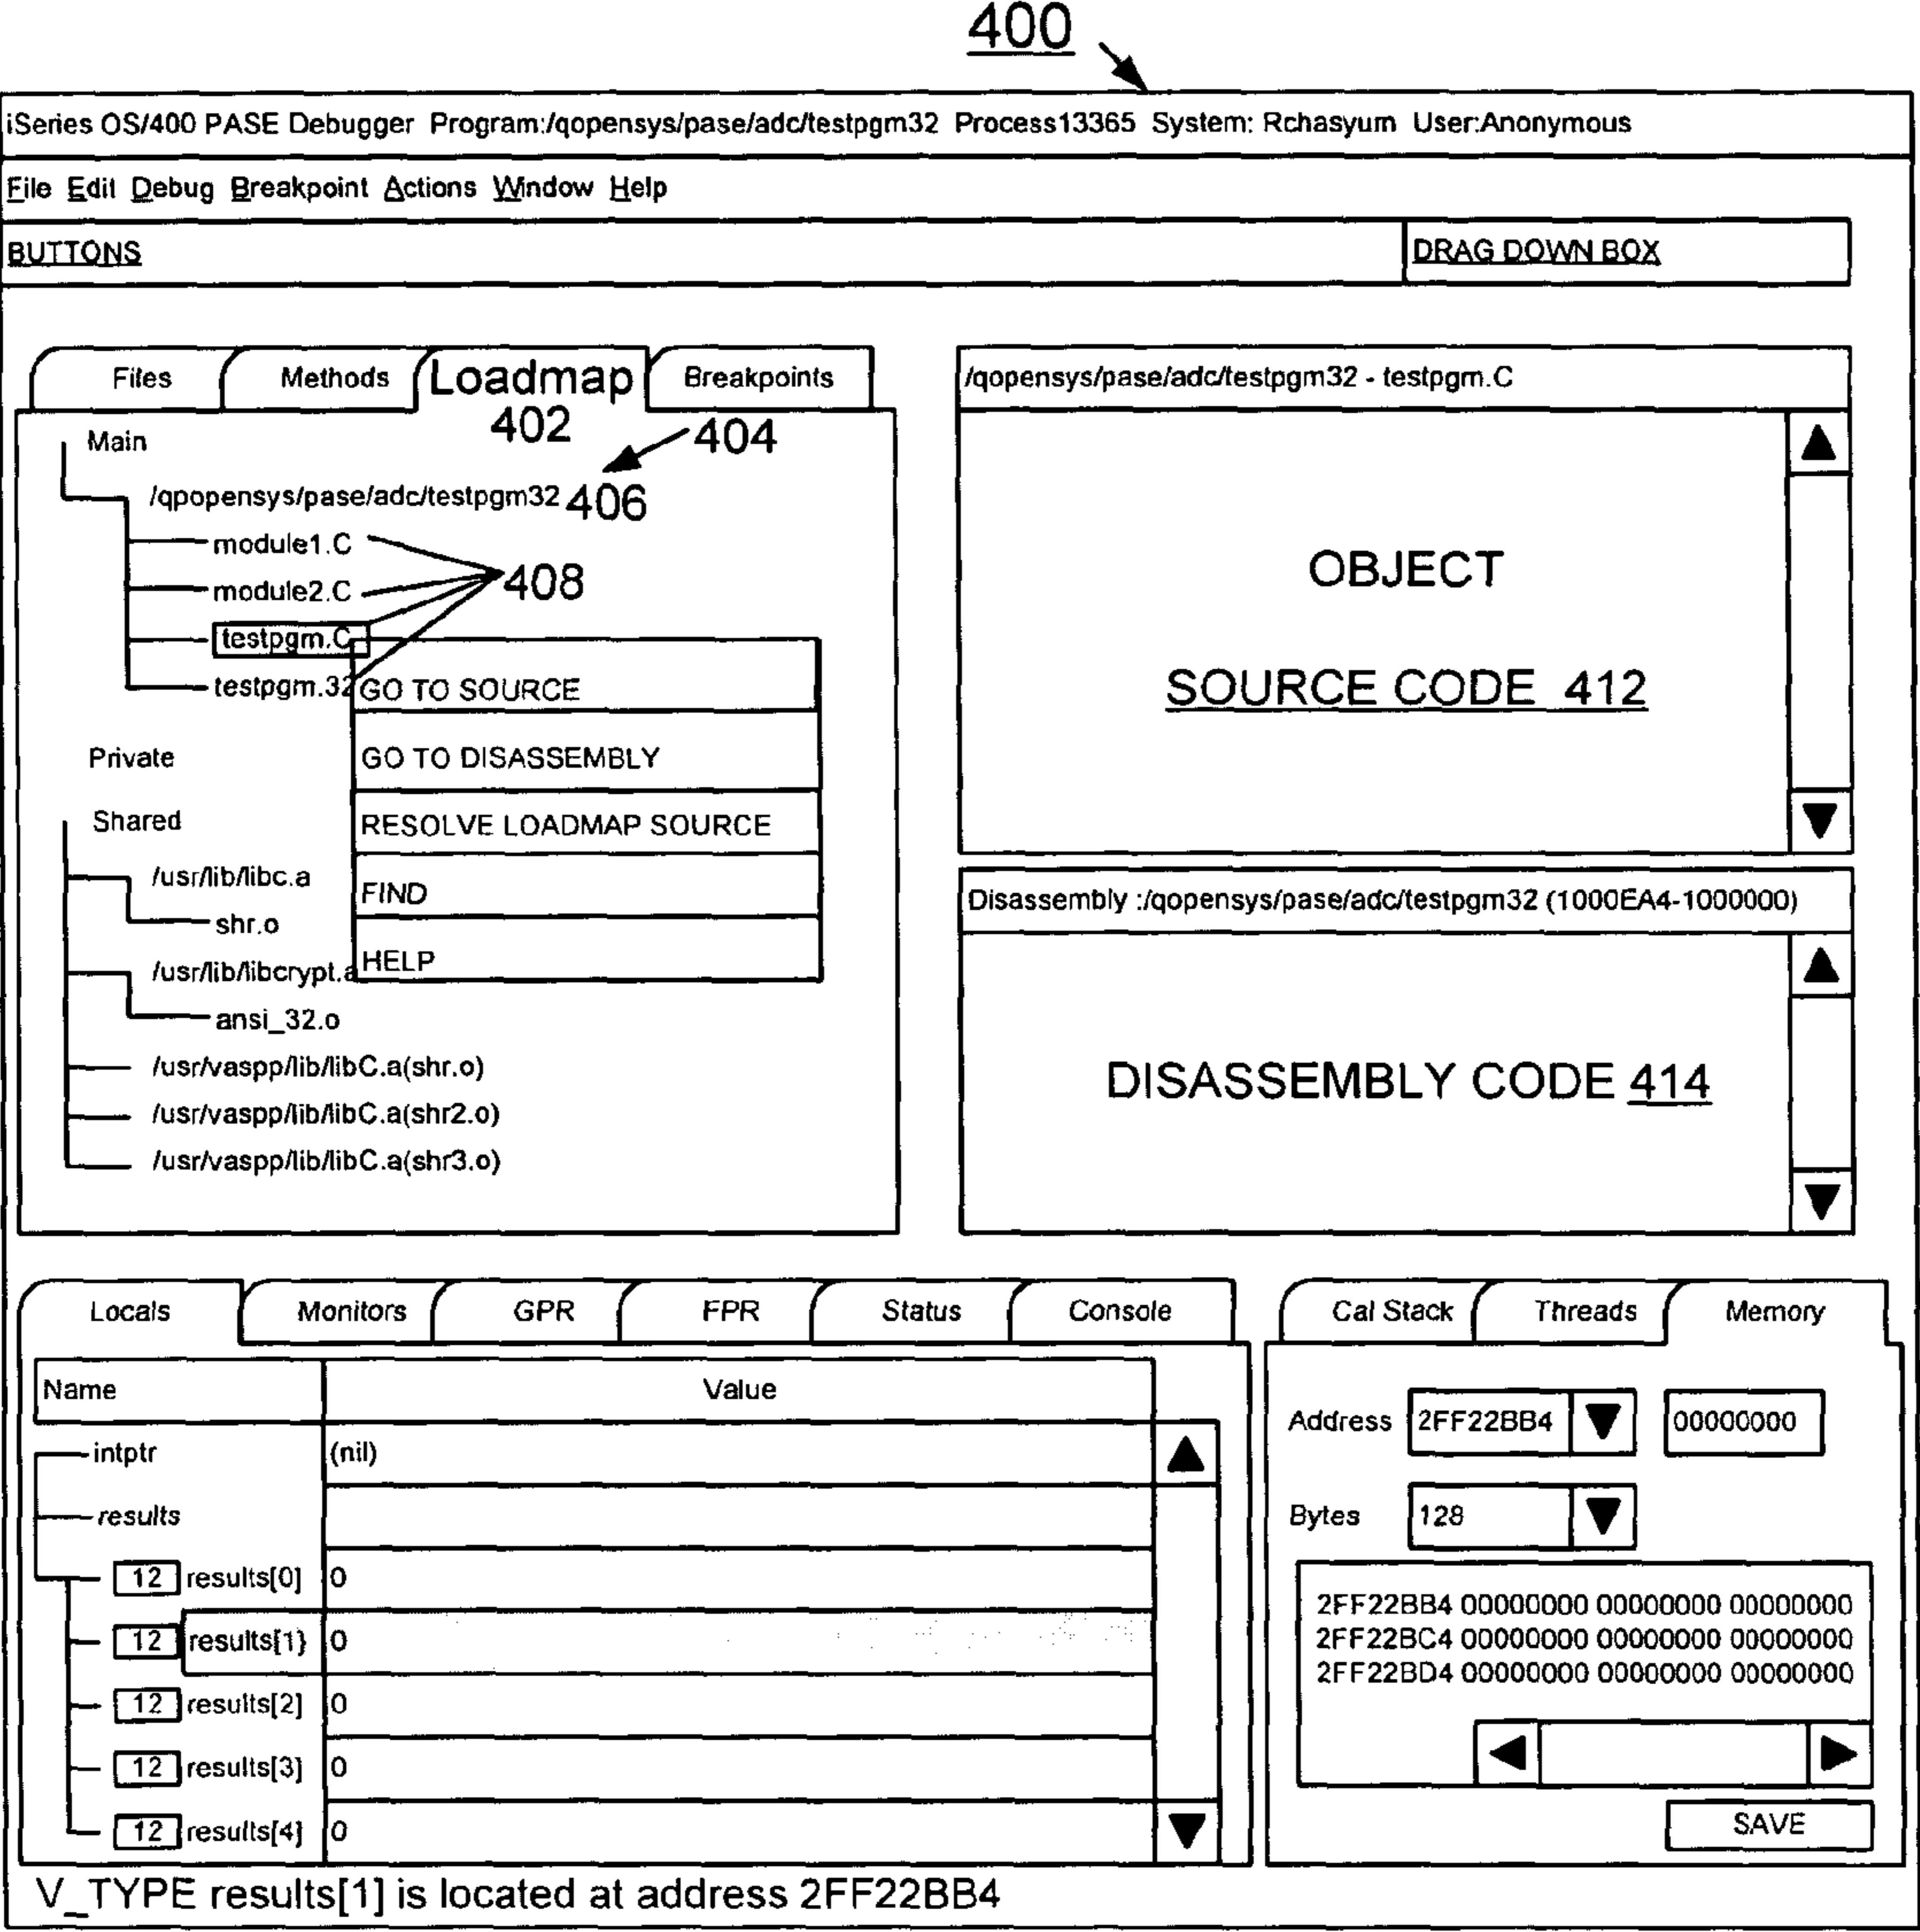 400
iSeries OS/400 PASE Debugger Program:/qopensys/pase/adc/testpgm32 Process13365 System: Rchasyum User:Anonymous
File Edit Debug Breakpoint Actions Window Help
BUTTONS
DRAG DOWN BOX
Files Methods Loadmap Breakpoints
402
404
Main
/qpopensys/pase/adc/testpgm32 406
module1.C
module2.C
408
testpgm.C
testpgm.32
GO TO SOURCE
GO TO DISASSEMBLY
RESOLVE LOADMAP SOURCE
FIND
HELP
Private
Shared
/usr/lib/libc.a
shr.o
/usr/lib/libcrypt.a
ansi_32.o
/usr/vaspp/lib/libC.a(shr.o)
/usr/vaspp/lib/libC.a(shr2.o)
/usr/vaspp/lib/libC.a(shr3.o)
/qopensys/pase/adc/testpgm32 - testpgm.C
OBJECT
SOURCE CODE 412
Disassembly :/qopensys/pase/adc/testpgm32 (1000EA4-1000000)
DISASSEMBLY CODE 414
Locals Monitors GPR FPR Status Console
Name Value
intptr (nil)
results
12 results[0] 0
12 results[1} 0
12 results[2] 0
12 results[3] 0
12 results[4] 0
Cal Stack Threads Memory
Address 2FF22BB4 00000000
Bytes 128
2FF22BB4 00000000 00000000 00000000
2FF22BC4 00000000 00000000 00000000
2FF22BD4 00000000 00000000 00000000
SAVE
V_TYPE results[1] is located at address 2FF22BB4